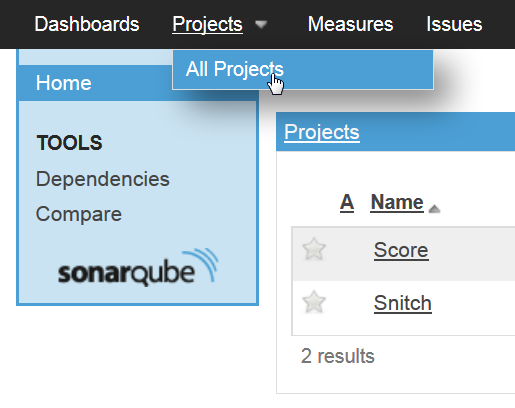 Dashboards Projects Measures Issues
All Projects
Home
TOOLS
Dependencies
Compare
sonarqube
Projects
A Name
Score
Snitch
2 results